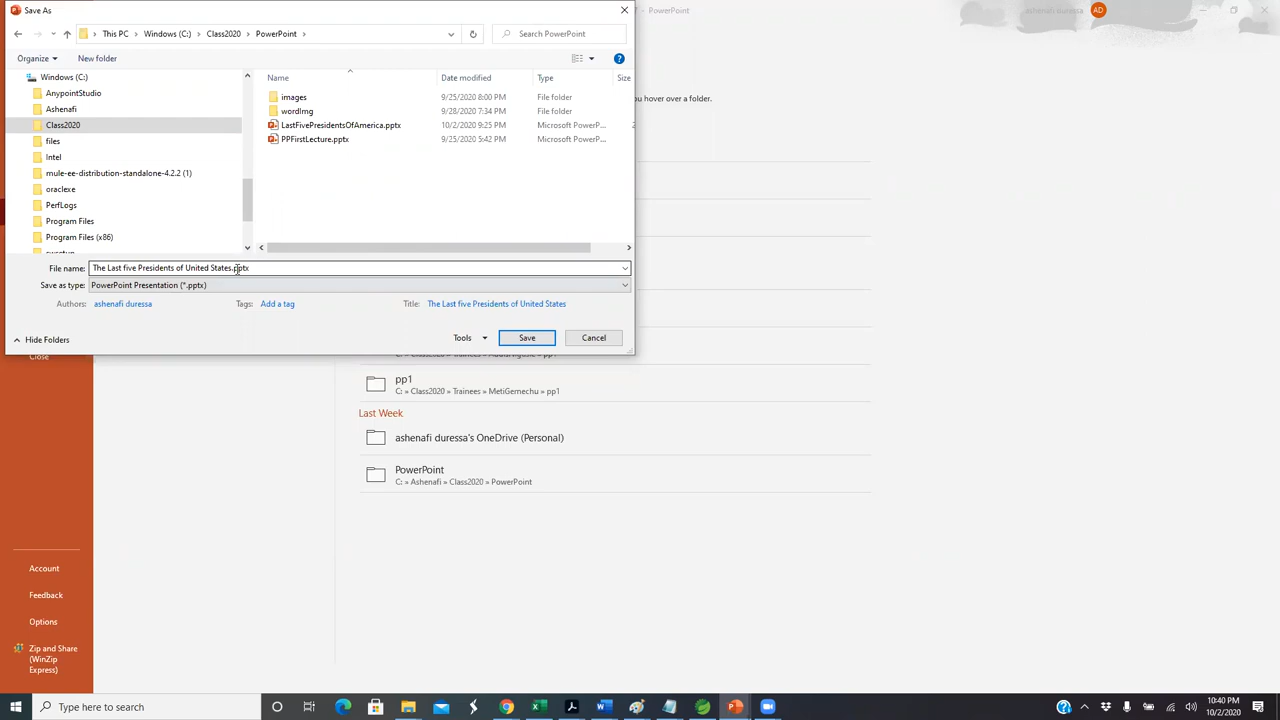 Save As
7 - PowerPoint
ashenafi duressa
AD
This PC > Windows (C:) > Class2020 > PowerPoint >
Search PowerPoint
Organize
New folder
?
Windows (C:)
AnypointStudio
Ashenafi
Class2020
files
Intel
mule-ee-distribution-standalone-4.2.2 (1)
oraclexe
PerfLogs
Program Files
Program Files (x86)
Name
Date modified
Type
Size
images
9/25/2020 8:00 PM
File folder
wordImg
9/28/2020 7:34 PM
File folder
LastFivePresidentsOfAmerica.pptx
10/2/2020 9:25 PM
Microsoft PowerP...
PPFirstLecture.pptx
9/25/2020 5:42 PM
Microsoft PowerP...
ou hover over a folder.
File name: The Last five Presidents of United States.pptx
Save as type: PowerPoint Presentation (*.pptx)
Authors: ashenafi duressa
Tags: Add a tag
Title: The Last five Presidents of United States
Hide Folders
Tools
Save
Cancel
Close
pp1
C: » Class2020 » Trainees » MetiGemechu » pp1
Last Week
ashenafi duressa's OneDrive (Personal)
PowerPoint
C: » Ashenafi » Class2020 » PowerPoint
Account
Feedback
Options
Zip and Share
(WinZip
Express)
Type here to search
10:40 PM
10/2/2020